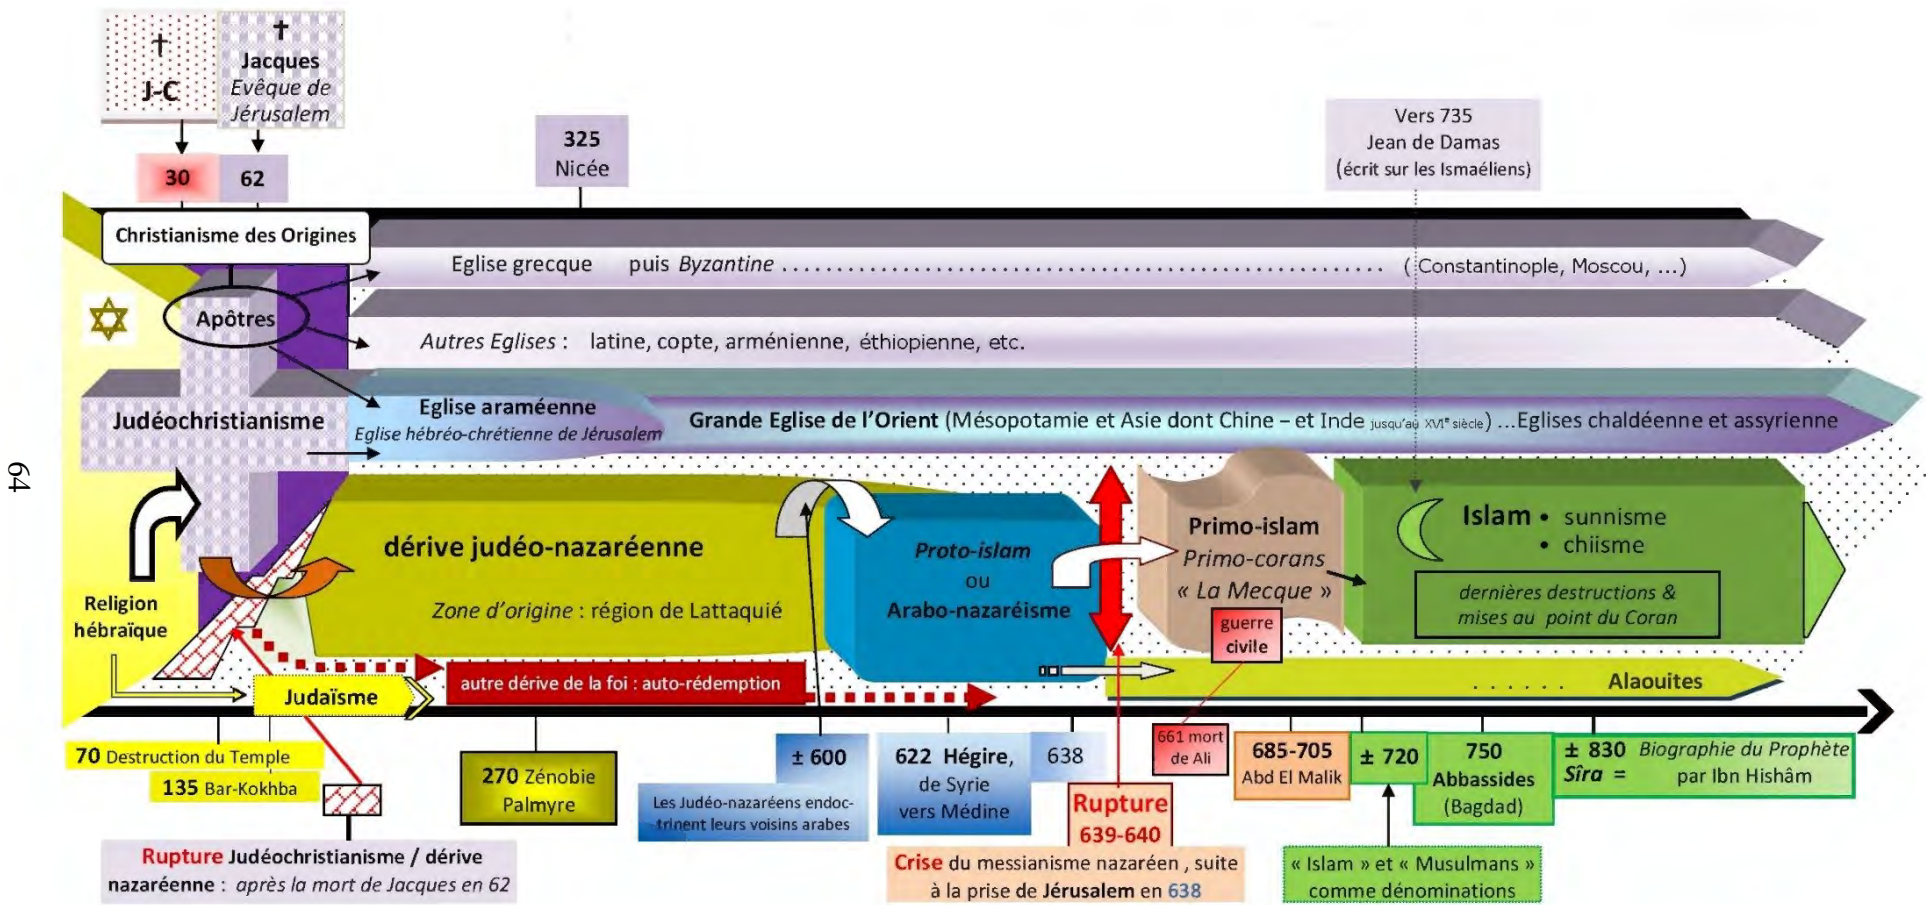 †
J-C
†
Jacques
Evêque de
Jérusalem
30
62
325
Nicée
Vers 735
Jean de Damas
(écrit sur les Ismaéliens)
Christianisme des Origines
Eglise grecque puis Byzantine ........................................................ ( Constantinople, Moscou, ...)
Apôtres
Autres Eglises : latine, copte, arménienne, éthiopienne, etc.
Judéochristianisme
Eglise araméenne
Eglise hébréo-chrétienne de Jérusalem
Grande Eglise de l’Orient (Mésopotamie et Asie dont Chine – et Inde jusqu’au XVIᵉ siècle) ...Eglises chaldéenne et assyrienne
64
Religion
hébraïque
dérive judéo-nazaréenne
Zone d’origine : région de Lattaquié
Proto-islam
ou
Arabo-nazaréisme
Primo-islam
Primo-corans
« La Mecque »
guerre
civile
Islam • sunnisme
• chiisme
dernières destructions &
mises au point du Coran
Judaïsme
autre dérive de la foi : auto-rédemption
. . . . . . Alaouites
70 Destruction du Temple
135 Bar-Kokhba
270 Zénobie
Palmyre
± 600
Les Judéo-nazaréens endoc-
-trinent leurs voisins arabes
622 Hégire,
de Syrie
vers Médine
638
Rupture
639-640
661 mort
de Ali
685-705
Abd El Malik
± 720
750
Abbassides
(Bagdad)
± 830 Biographie du Prophète
Sîra = par Ibn Hishâm
Rupture Judéochristianisme / dérive
nazaréenne : après la mort de Jacques en 62
Crise du messianisme nazaréen , suite
à la prise de Jérusalem en 638
« Islam » et « Musulmans »
comme dénominations